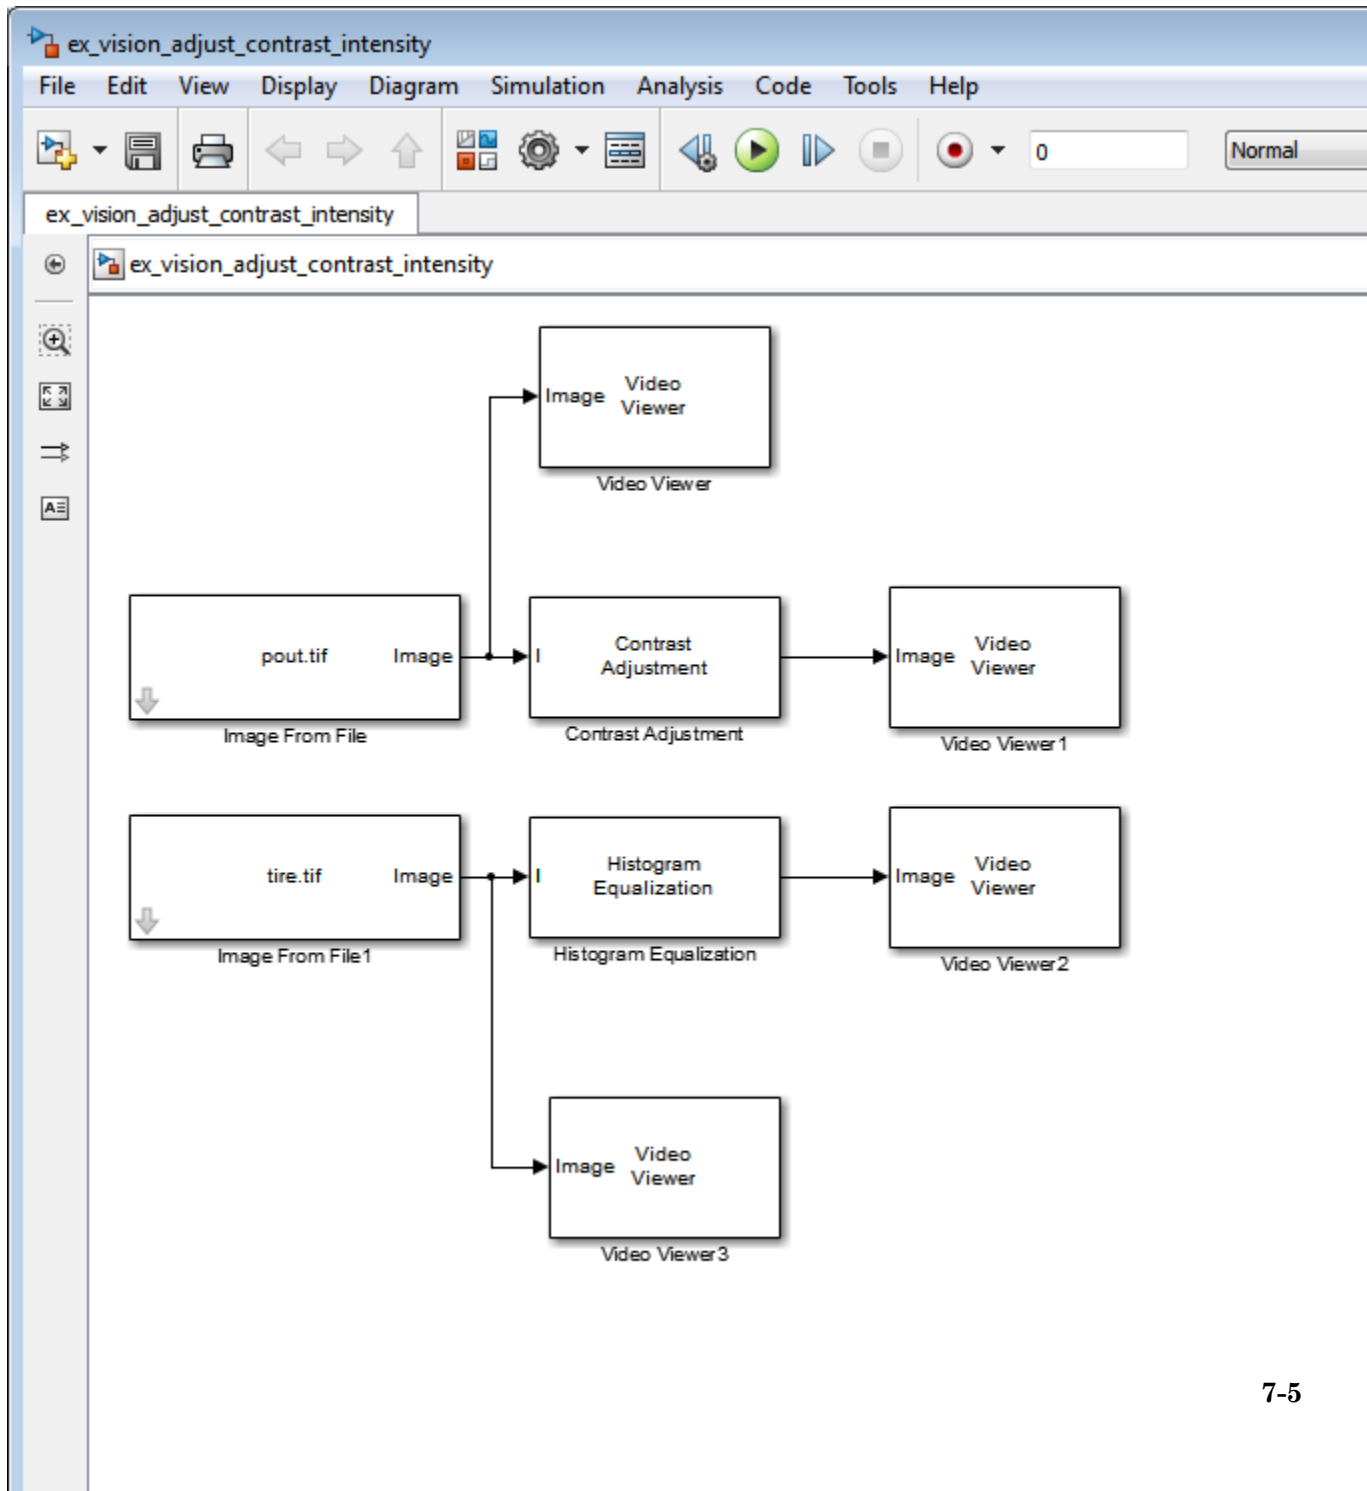 ex_vision_adjust_contrast_intensity
File Edit View Display Diagram Simulation Analysis Code Tools Help
0 Normal
ex_vision_adjust_contrast_intensity
ex_vision_adjust_contrast_intensity
Image Video
Viewer
Video Viewer
pout.tif Image
Image From File
I Contrast
Adjustment
Contrast Adjustment
Image Video
Viewer
Video Viewer1
tire.tif Image
Image From File1
I Histogram
Equalization
Histogram Equalization
Image Video
Viewer
Video Viewer2
Image Video
Viewer
Video Viewer3
7-5